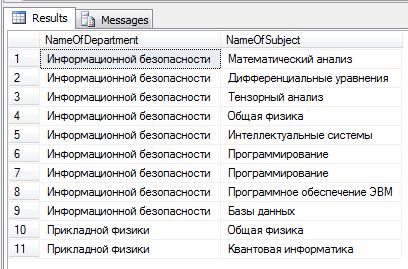 Results Messages
NameOfDepartment NameOfSubject
1 Информационной безопасности Математический анализ
2 Информационной безопасности Дифференциальные уравнения
3 Информационной безопасности Тензорный анализ
4 Информационной безопасности Общая физика
5 Информационной безопасности Интеллектуальные системы
6 Информационной безопасности Программирование
7 Информационной безопасности Программирование
8 Информационной безопасности Программное обеспечение ЭВМ
9 Информационной безопасности Базы данных
10 Прикладной физики Общая физика
11 Прикладной физики Квантовая информатика